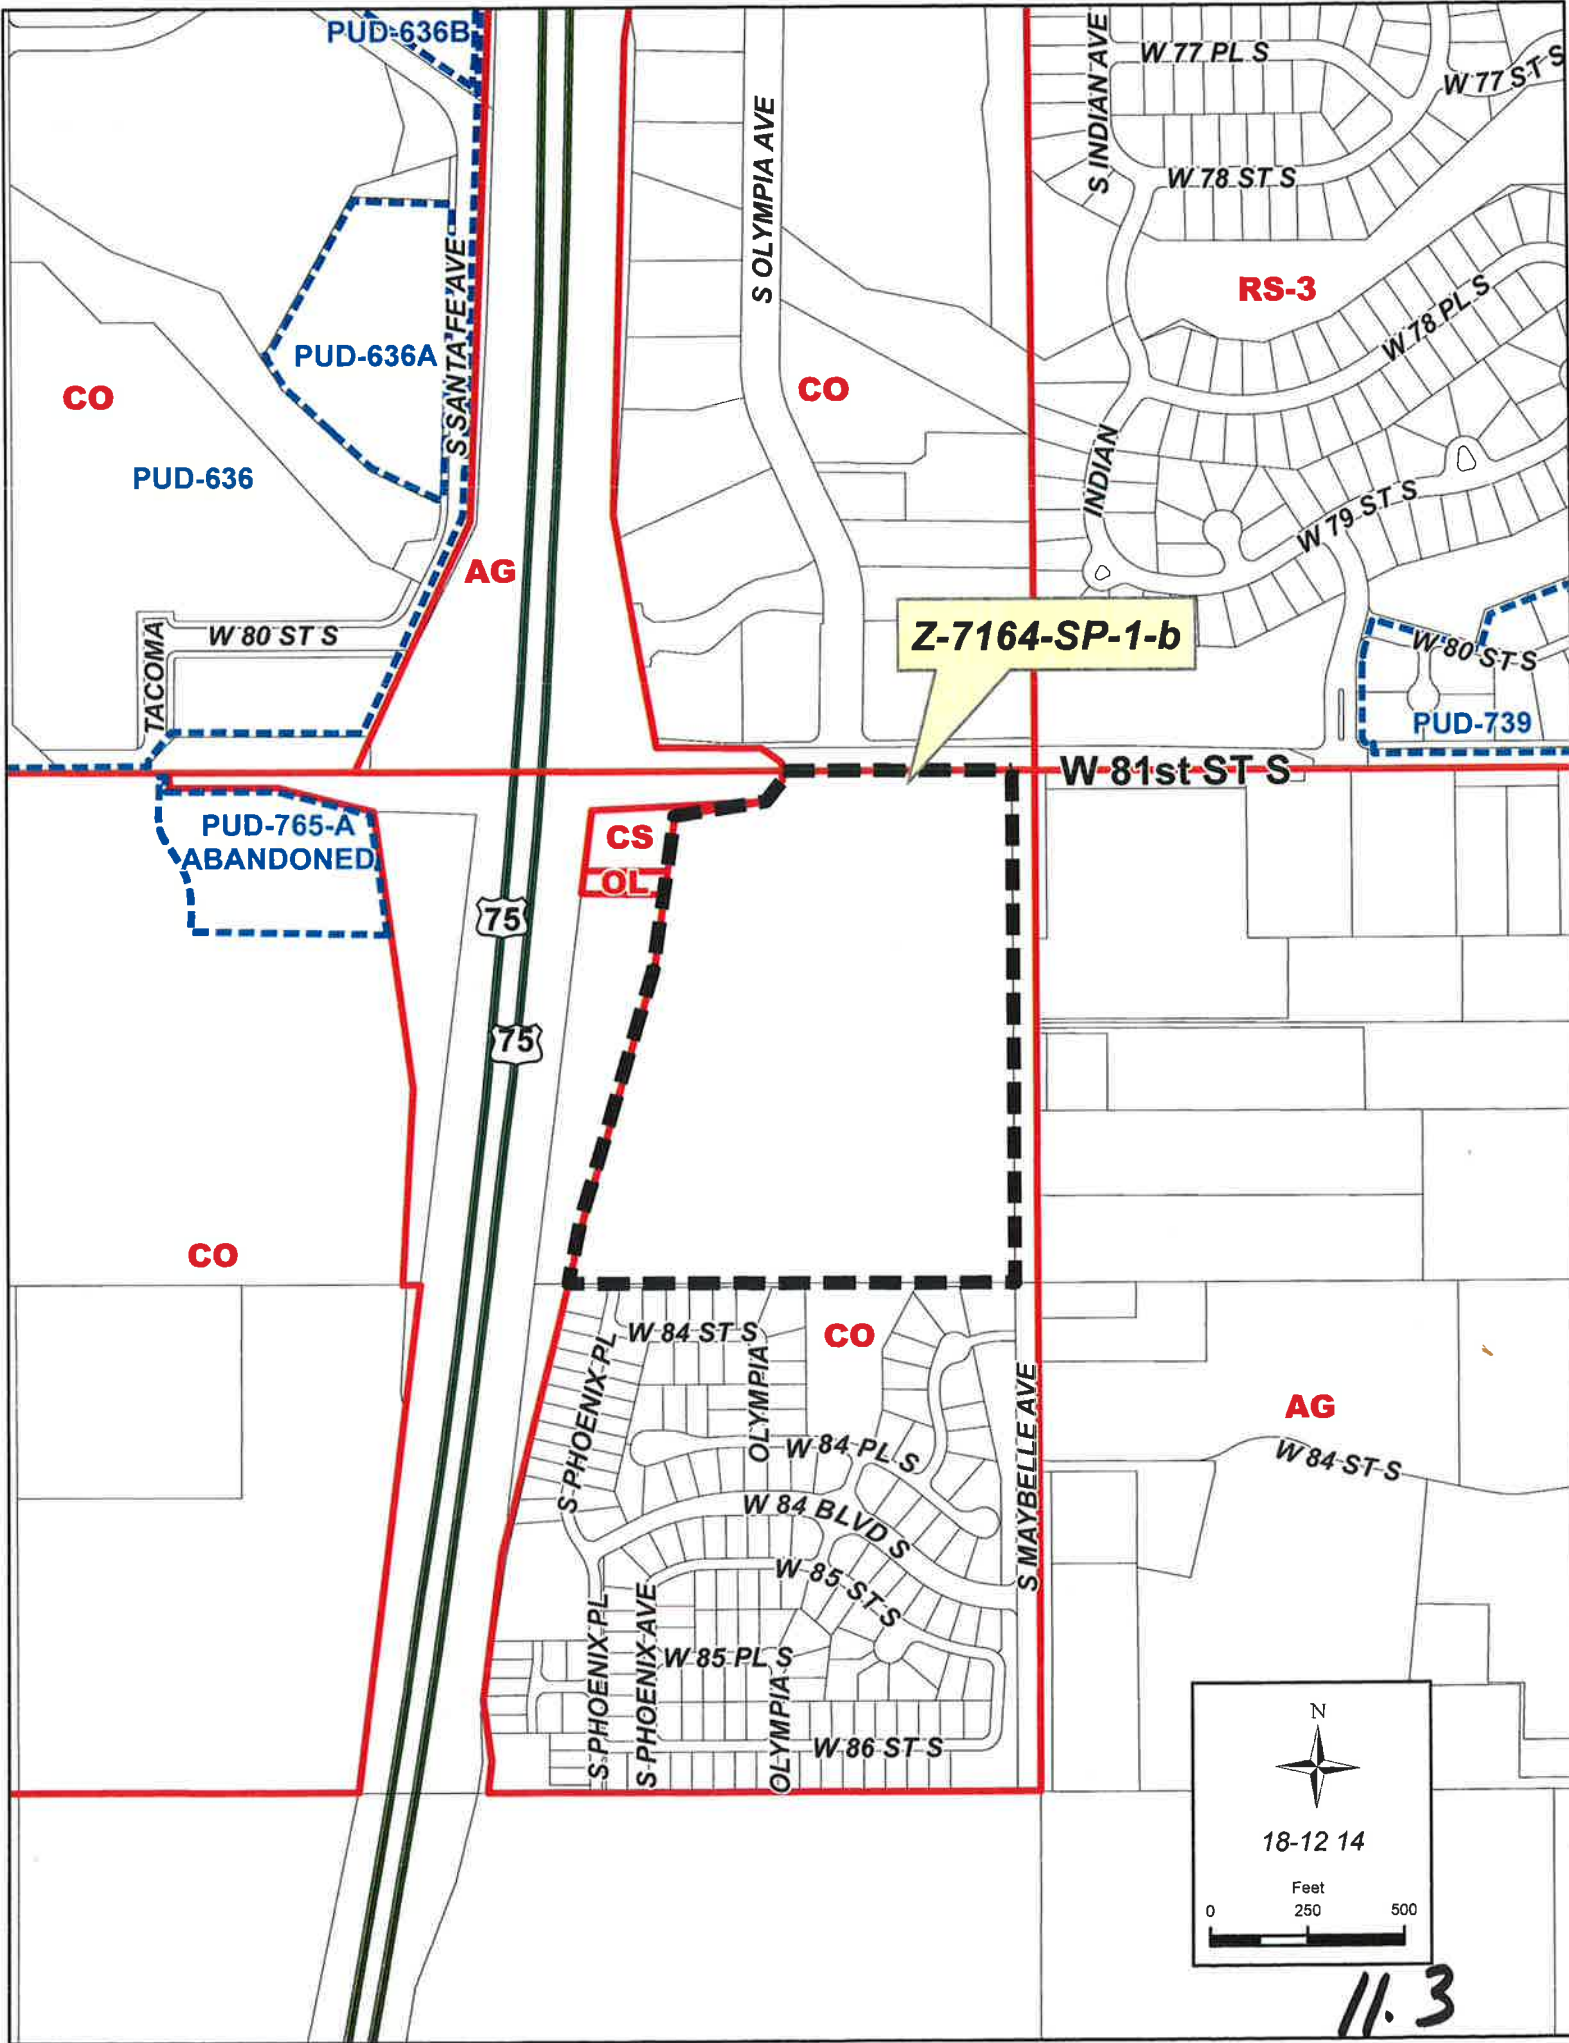 PUD-636B
S INDIAN AVE
W 77 PL S
W 77 ST S
S OLYMPIA AVE
W 78 ST S
S SANTA FE AVE
RS-3
W 78 PL S
PUD-636A
CO
CO
PUD-636
INDIAN
W 79 ST S
AG
TACOMA
W 80 ST S
Z-7164-SP-1-b
W 80 ST S
PUD-739
W 81st ST S
PUD-765-A
ABANDONED
CS
OL
75
75
CO
W 84 ST S
CO
S PHOENIX PL
OLYMPIA
S MAYBELLE AVE
AG
W 84 PL S
W 84 ST S
W 84 BLVD S
W 85 ST S
S PHOENIX PL
S PHOENIX AVE
W 85 PL S
OLYMPIA
W 86 ST S
N
18-12 14
Feet
0 250 500
11.3